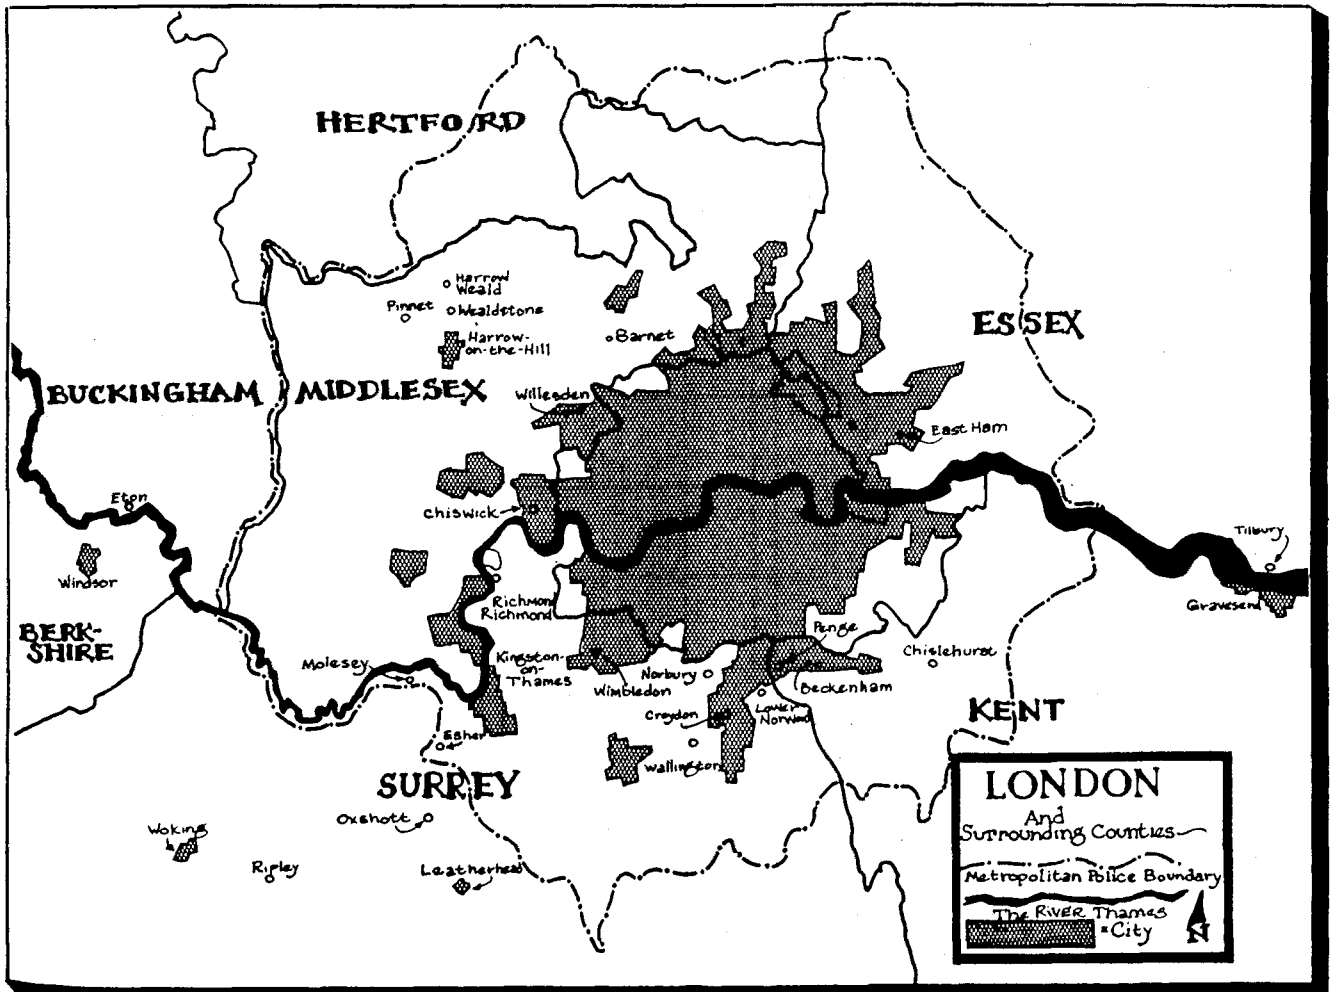 HERTFORD
Harrow
Weald
Pinnet
Wealdstone
Harrow-
on-the-Hill
Barnet
ESSEX
BUCKINGHAM
MIDDLESEX
Willesden
East Ham
Eton
Chiswick
Tilbury
Windsor
Gravesend
Richmon
Richmond
BERK-
SHIRE
Penge
Chislehurst
Molesey
Kingston-
on-
Thames
Norbury
Wimbledon
Beckenham
Lower
Norwood
Croydon
KENT
Esher
Wallington
SURREY
Oxshott
Woking
Ripley
Leatherhead
LONDON
And
Surrounding Counties
Metropolitan Police Boundary
The RIVER Thames
City
N